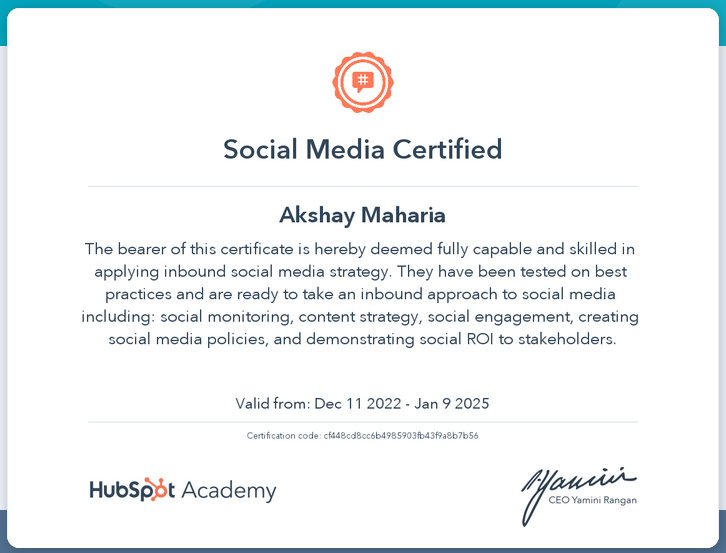 #
Social Media Certified
Akshay Maharia
The bearer of this certificate is hereby deemed fully capable and skilled in
applying inbound social media strategy. They have been tested on best
practices and are ready to take an inbound approach to social media
including: social monitoring, content strategy, social engagement, creating
social media policies, and demonstrating social ROI to stakeholders.
Valid from: Dec 11 2022 - Jan 9 2025
Certification code: cf448cd8cc6b4985903fb43f9a8b7b56
HubSpot Academy
Yamini
CEO Yamini Rangan